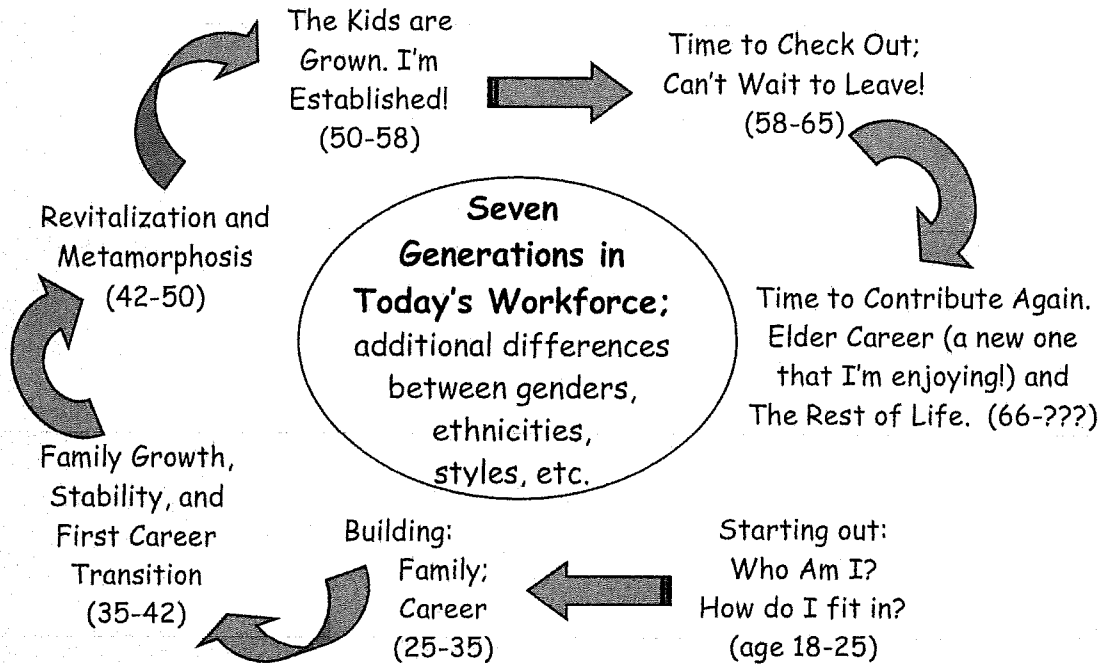 The Kids are
Grown. I'm
Established!
(50-58)
Time to Check Out;
Can't Wait to Leave!
(58-65)
Revitalization and
Metamorphosis
(42-50)
Seven
Generations in
Today's Workforce;
additional differences
between genders,
ethnicities,
styles, etc.
Time to Contribute Again.
Elder Career (a new one
that I'm enjoying!) and
The Rest of Life. (66-???)
Family Growth,
Stability, and
First Career
Transition
(35-42)
Building:
Family;
Career
(25-35)
Starting out:
Who Am I?
How do I fit in?
(age 18-25)